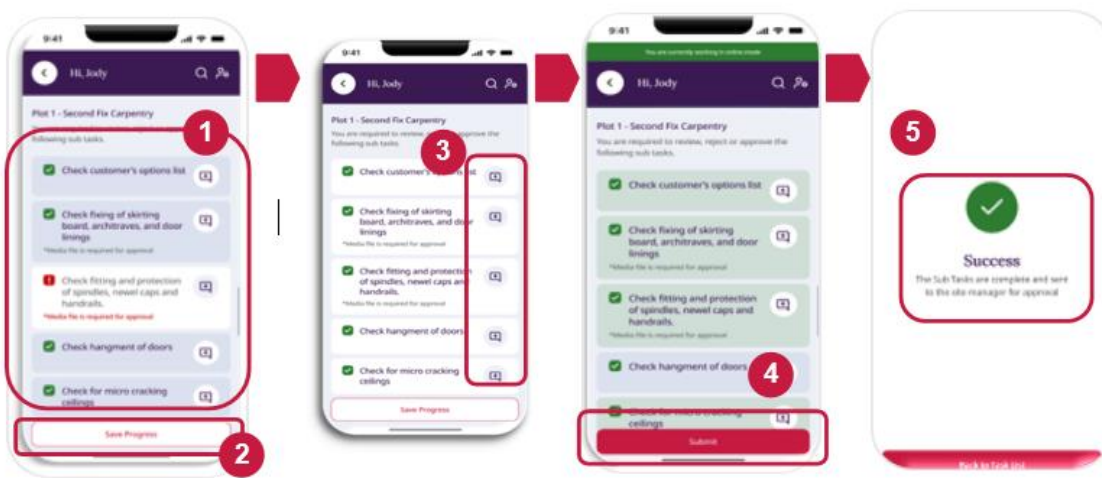 9:41
Hi, Jody
Plot 1 - Second Fix Carpentry
following sub tasks.
1
Check customer's options list
Check fixing of skirting
board, architraves, and door
linings
*Media file is required for approval
Check fitting and protection
of spindles, newel caps and
handrails.
*Media file is required for approval
Check hangment of doors
Check for micro cracking
ceilings
Save Progress
2
9:41
Hi, Jody
Plot 1 - Second Fix Carpentry
You are required to review, reject or approve the
following sub tasks.
3
Check customer's options list
Check fixing of skirting
board, architraves, and door
linings
*Media file is required for approval
Check fitting and protection
of spindles, newel caps and
handrails.
*Media file is required for approval
Check hangment of doors
Check for micro cracking
ceilings
Save Progress
9:41
You are currently working in online mode
Hi, Jody
Plot 1 - Second Fix Carpentry
You are required to review, reject or approve the
following sub tasks.
Check customer's options list
Check fixing of skirting
board, architraves, and door
linings
*Media file is required for approval
Check fitting and protection
of spindles, newel caps and
handrails.
*Media file is required for approval
Check hangment of doors
4
Check for micro cracking
ceilings
Submit
5
Success
The Sub Tasks are complete and sent
to the site manager for approval
Back to Task List